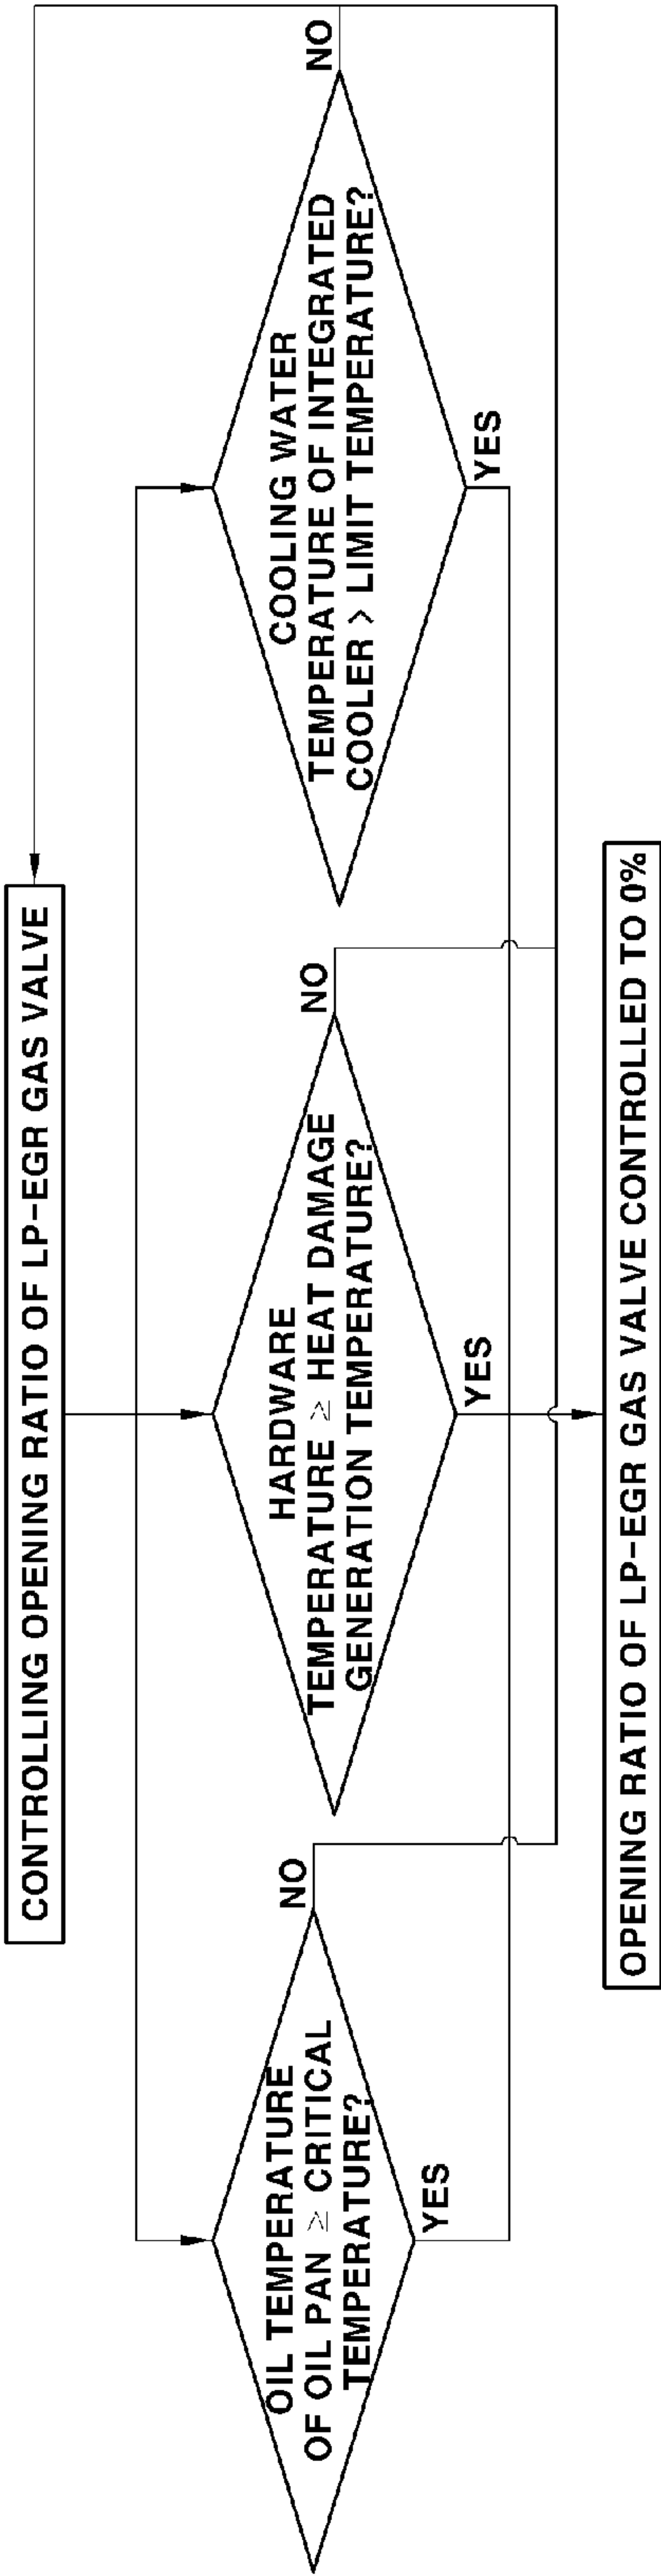 CONTROLLING OPENING RATIO OF LP-EGR GAS VALVE
OIL TEMPERATURE
OF OIL PAN ≥ CRITICAL
TEMPERATURE?
NO
YES
HARDWARE
TEMPERATURE ≥ HEAT DAMAGE
GENERATION TEMPERATURE?
NO
YES
COOLING WATER
TEMPERATURE OF INTEGRATED
COOLER > LIMIT TEMPERATURE?
NO
YES
OPENING RATIO OF LP-EGR GAS VALVE CONTROLLED TO 0%